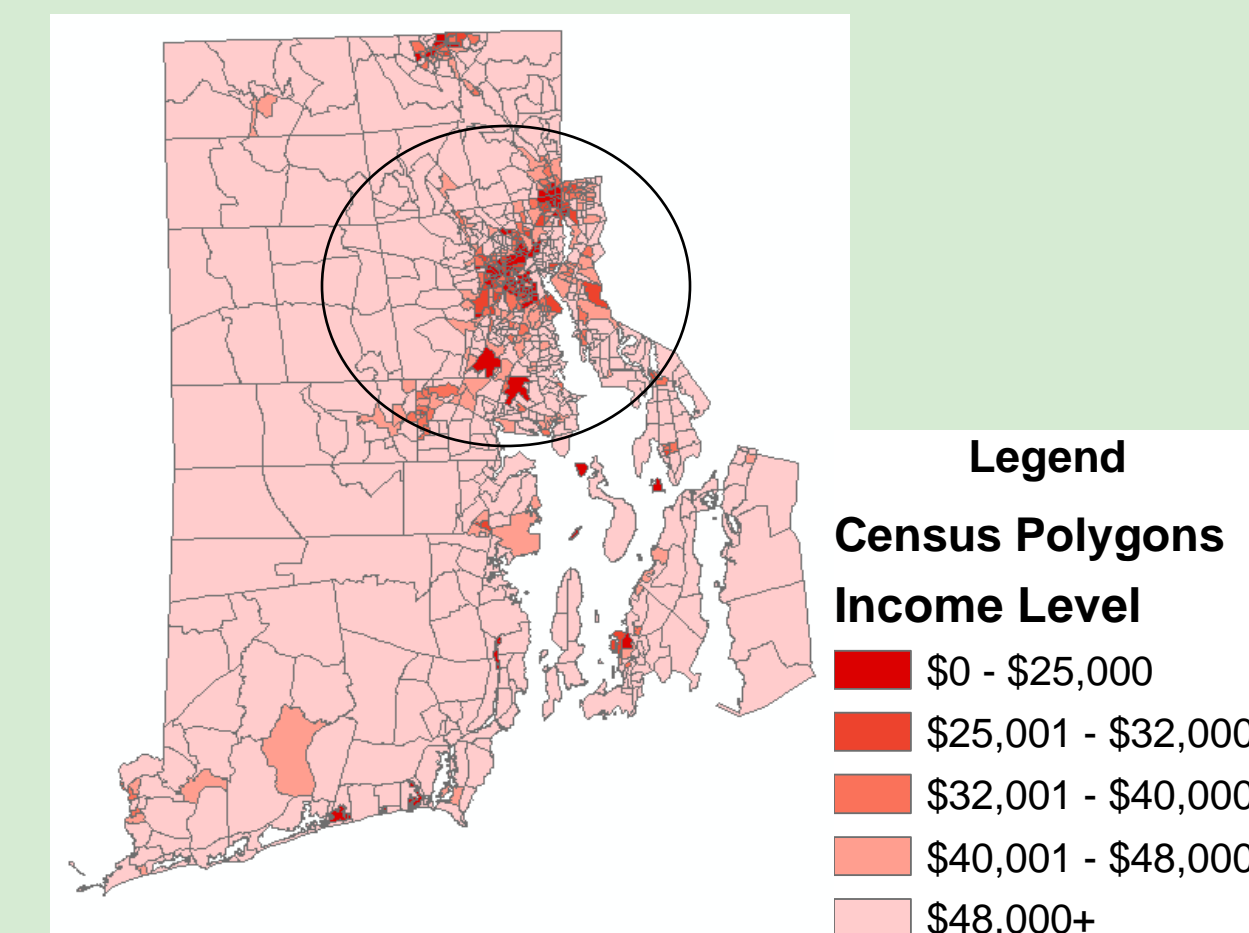 Legend
Census Polygons
Income Level
$0 - $25,000
$25,001 - $32,000
$32,001 - $40,000
$40,001 - $48,000
$48,000+